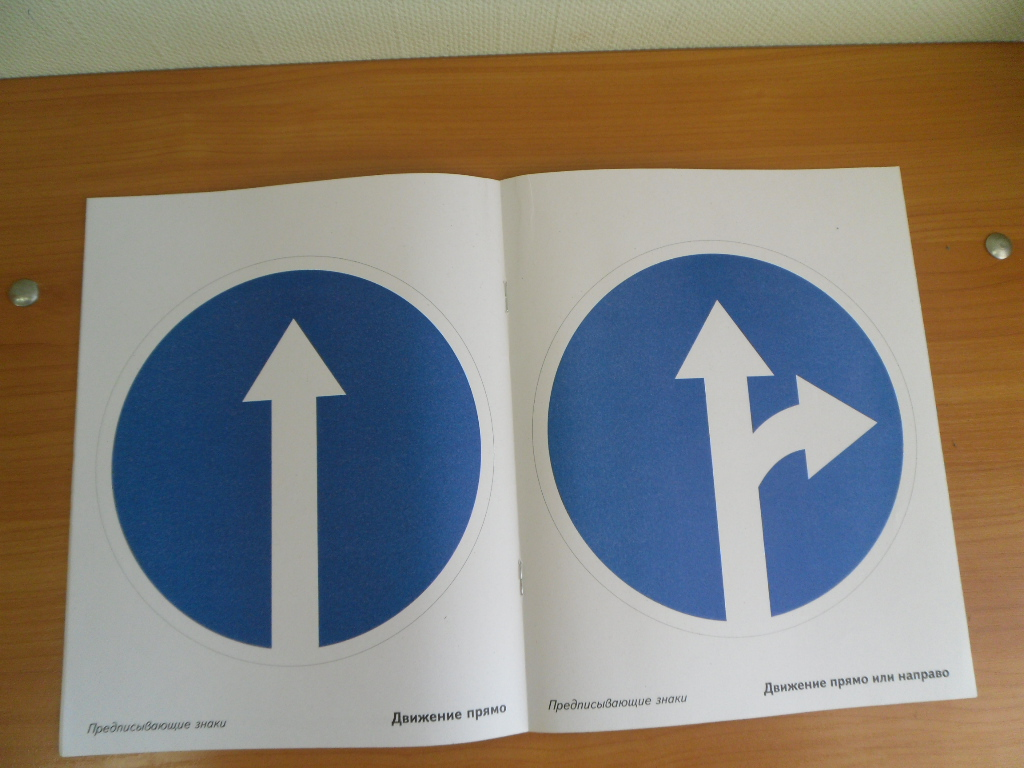 Предписывающие знаки
Движение прямо
Предписывающие знаки
Движение прямо или направо